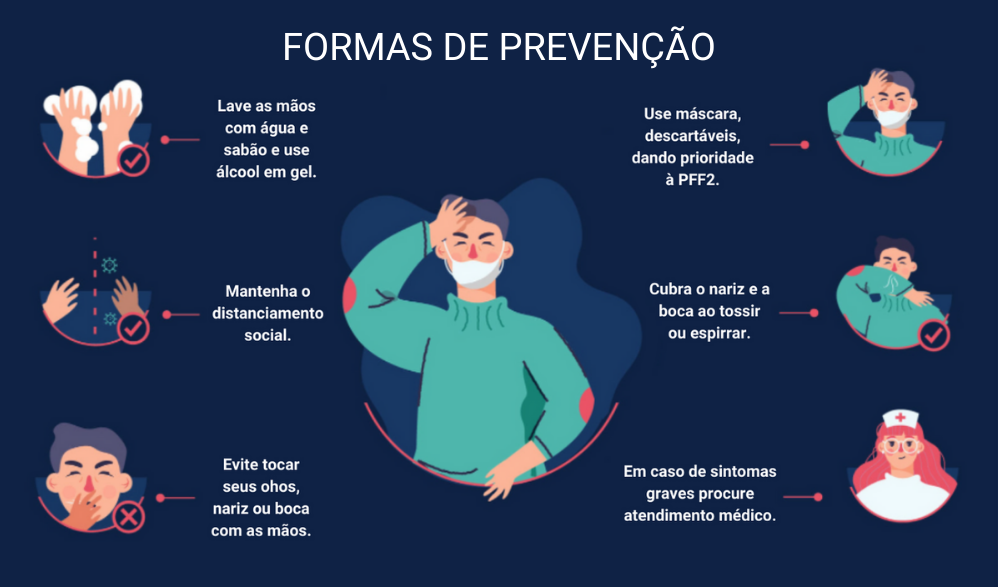 FORMAS DE PREVENÇÃO
Lave as mãos
com água e
sabão e use
álcool em gel.
Mantenha o
distanciamento
social.
Evite tocar
seus ohos,
nariz ou boca
com as mãos.
Use máscara,
descartáveis,
dando prioridade
à PFF2.
Cubra o nariz e a
boca ao tossir
ou espirrar.
Em caso de sintomas
graves procure
atendimento médico.